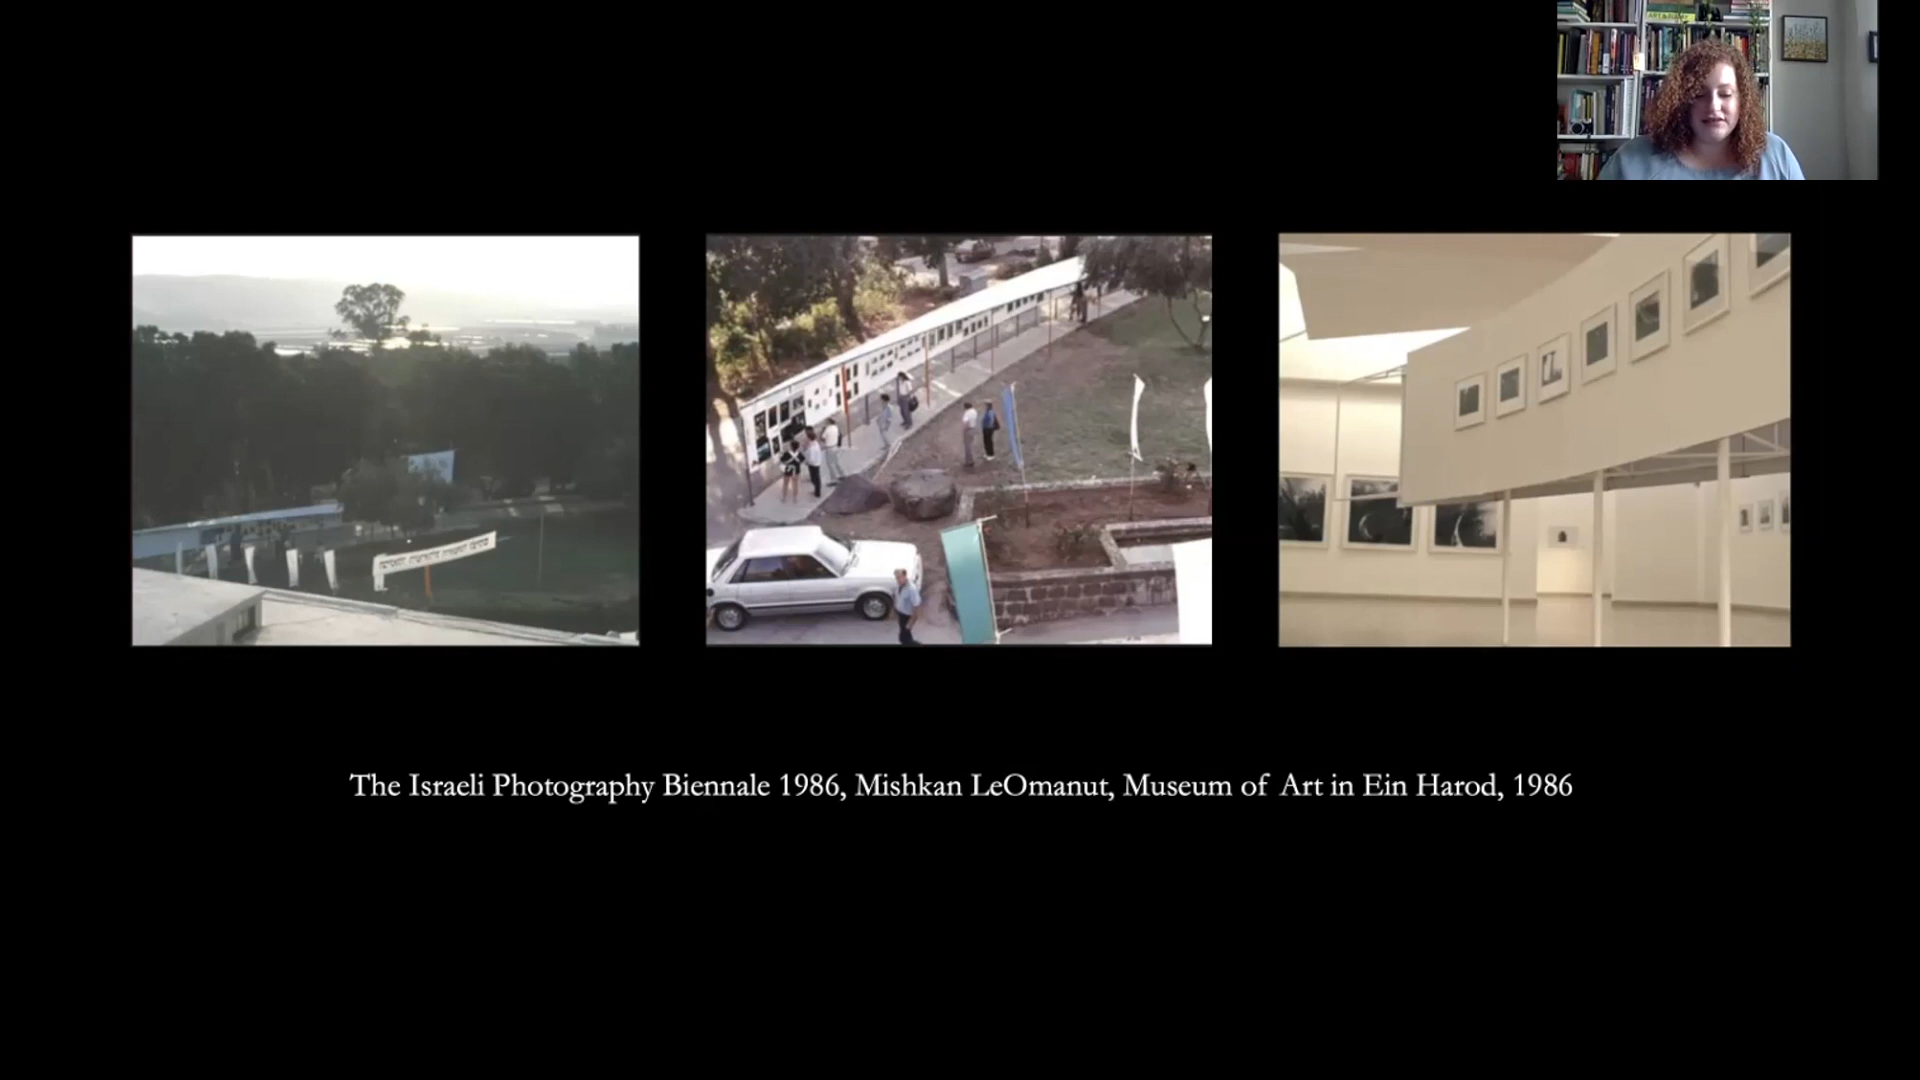 The Israeli Photography Biennale 1986, Mishkan LeOmanut, Museum of Art in Ein Harod, 1986